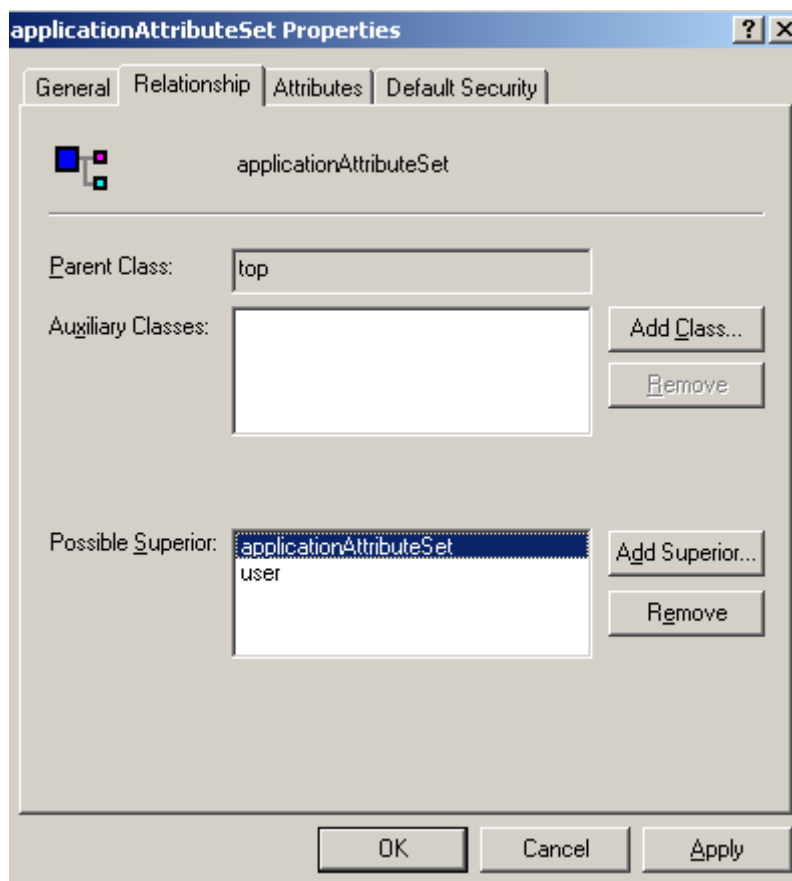 applicationAttributeSet Properties
General Relationship Attributes Default Security
applicationAttributeSet
Parent Class: top
Auxiliary Classes: Add Class...
Remove
Possible Superior: applicationAttributeSet Add Superior...
user
Remove
OK Cancel Apply